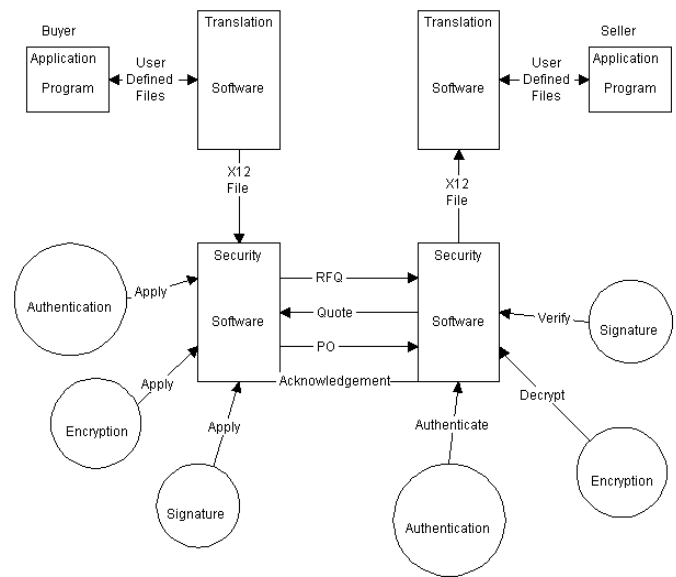 Buyer
Application
Program
User
Defined
Files
Translation
Software
Translation
Software
User
Defined
Files
Seller
Application
Program
X12
File
X12
File
Authentication
Apply
Security
Software
RFQ
Quote
PO
Acknowledgement
Security
Software
Verify
Signature
Encryption
Apply
Signature
Apply
Authenticate
Authentication
Decrypt
Encryption